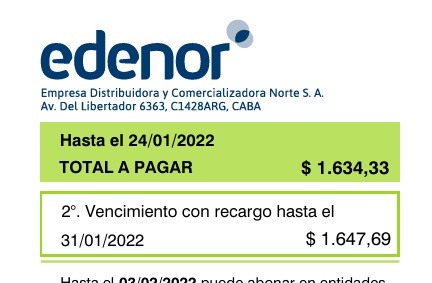 edenor
Empresa Distribuidora y Comercializadora Norte S. A.
Av. Del Libertador 6363, C1428ARG, CABA
Hasta el 24/01/2022
TOTAL A PAGAR $ 1.634,33
2°. Vencimiento con recargo hasta el
31/01/2022 $ 1.647,69
Hasta el 03/02/2022 puede abonar en entidades